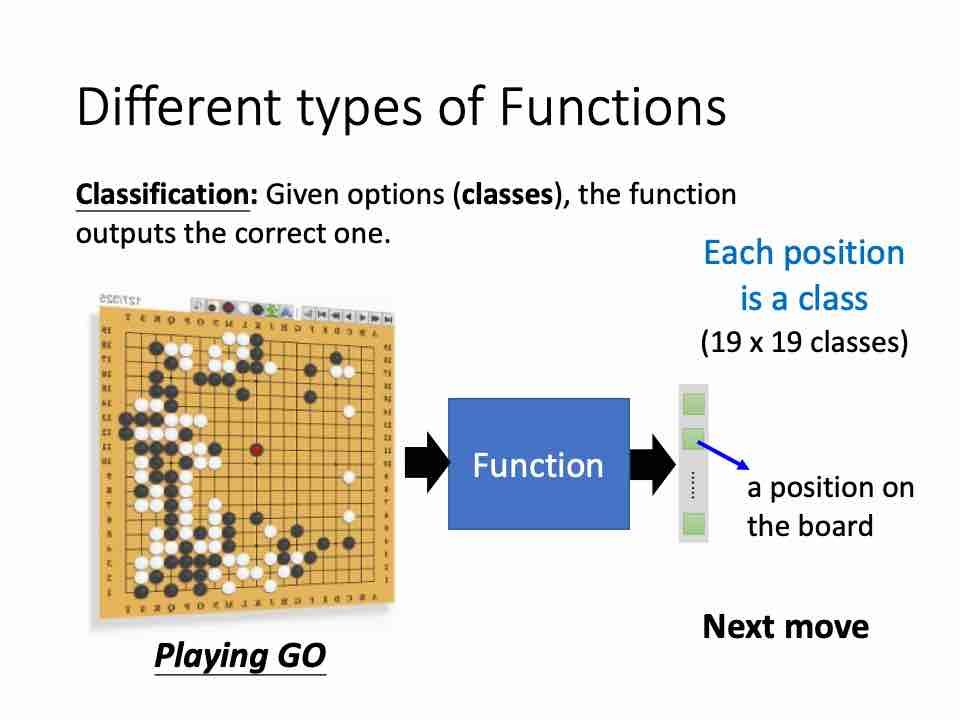 Different types of Functions
Classification: Given options (classes), the function
outputs the correct one.
Each position
is a class
(19 x 19 classes)
Function
a position on
the board
Next move
Playing GO